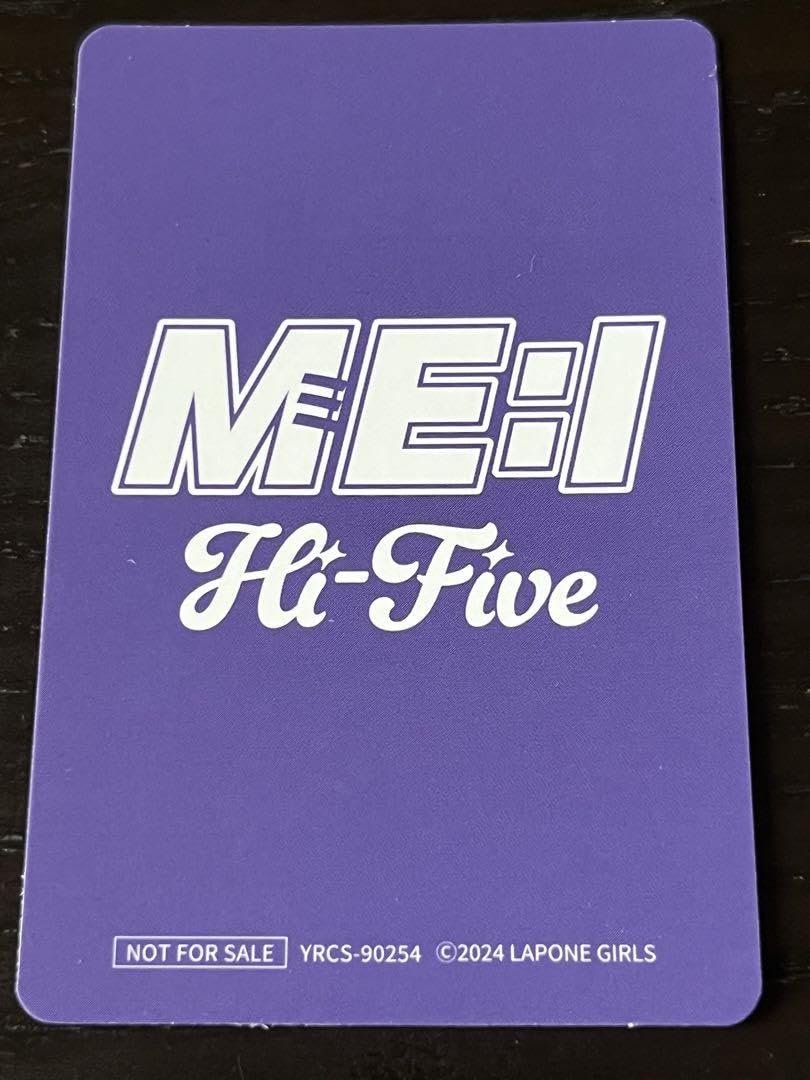 ME:I
Hi-Five
NOT FOR SALE YRCS-90254 ©2024 LAPONE GIRLS